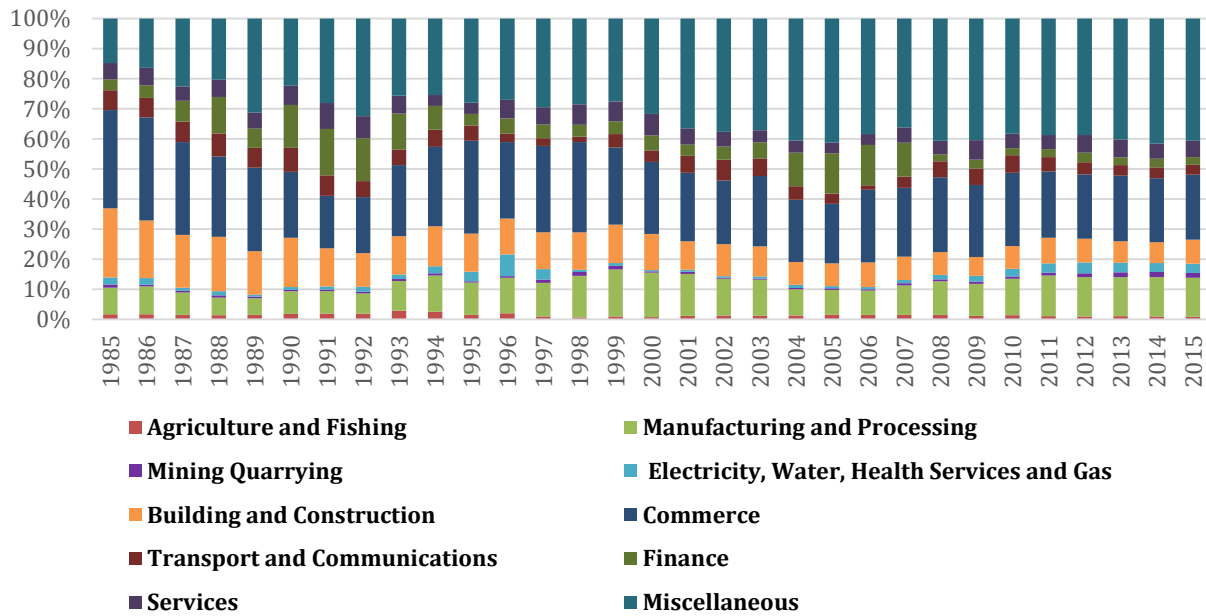 100%
90%
80%
70%
60%
50%
40%
30%
20%
10%
0%
1985 1986 1987 1988 1989 1990 1991 1992 1993 1994 1995 1996 1997 1998 1999 2000 2001 2002 2003 2004 2005 2006 2007 2008 2009 2010 2011 2012 2013 2014 2015
Agriculture and Fishing Manufacturing and Processing
Mining Quarrying Electricity, Water, Health Services and Gas
Building and Construction Commerce
Transport and Communications Finance
Services Miscellaneous